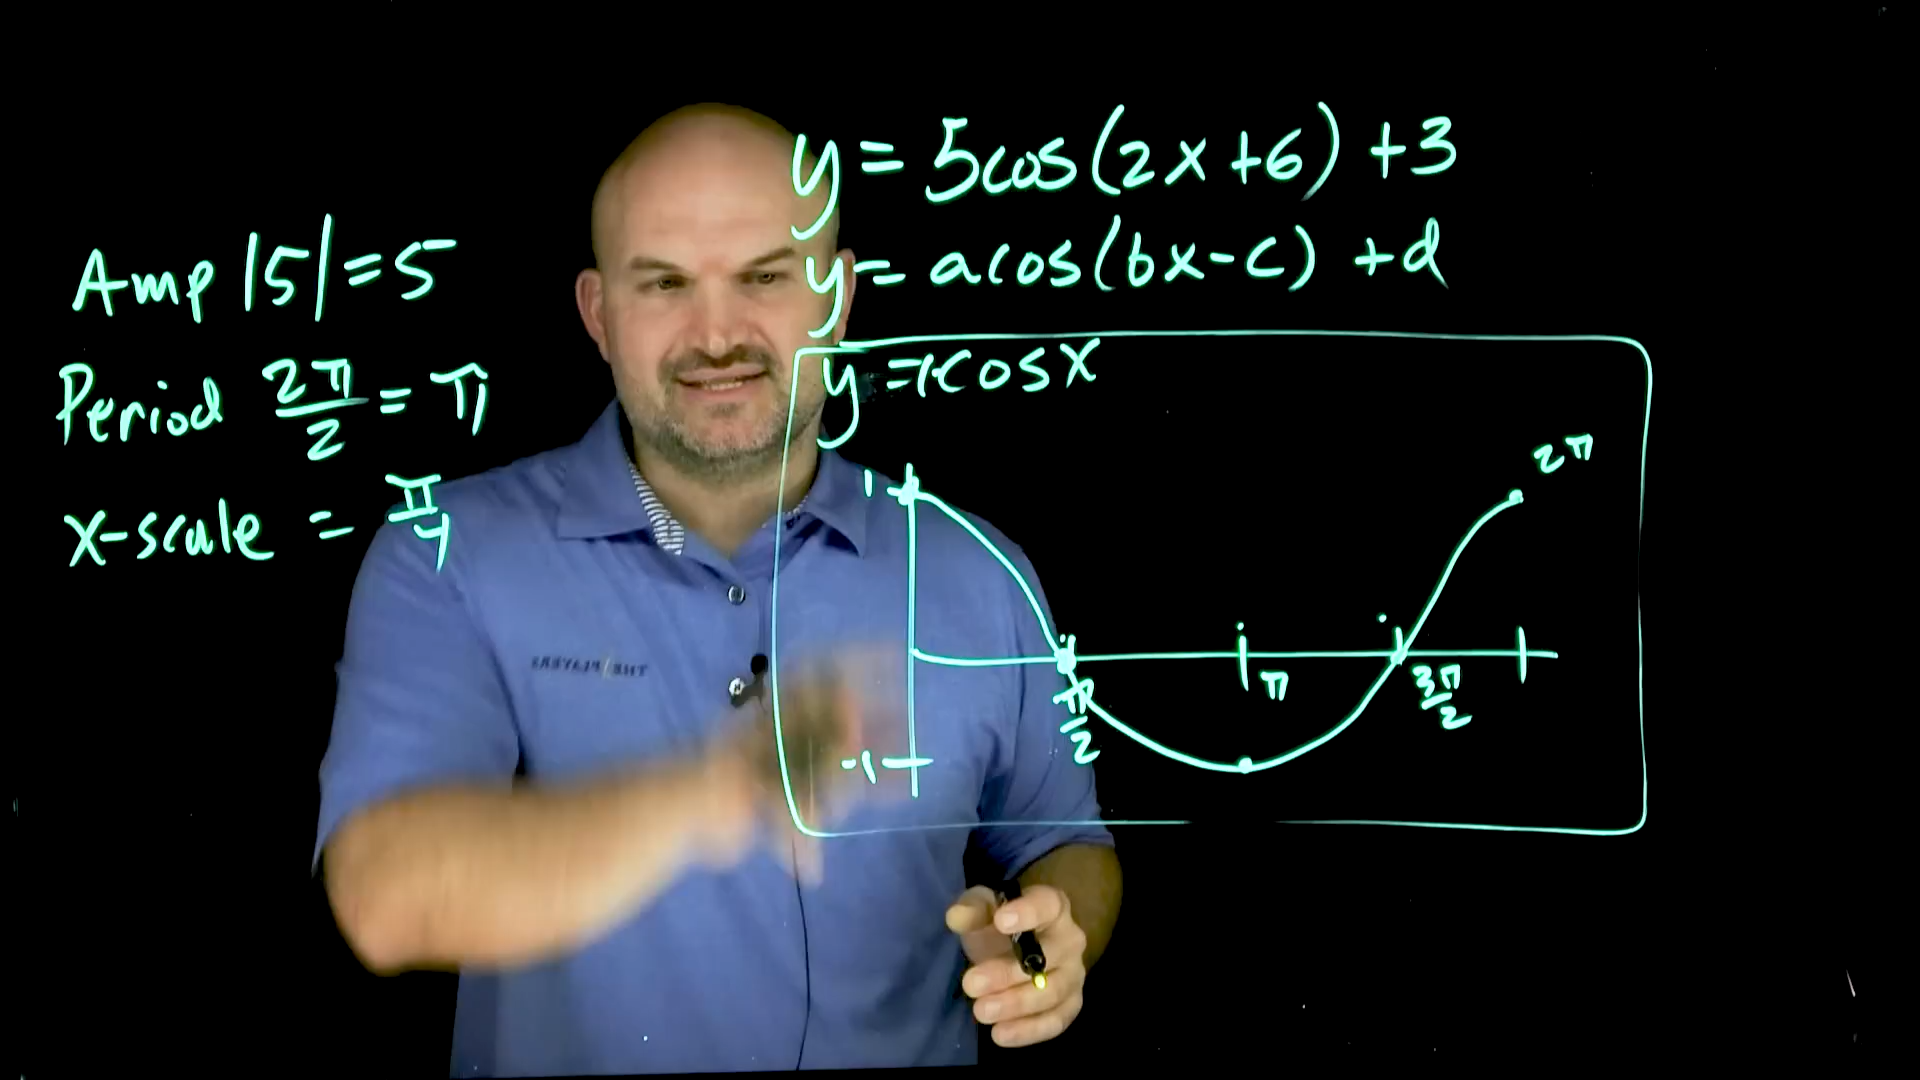 y = 5cos(2x+6) +3
y = acos(bx-c) +d
Amp |5| = 5
Period 2π/2 = π
x-scale = π/4
y = 1cosx
1
2π
π
π/2
3π/2
-1